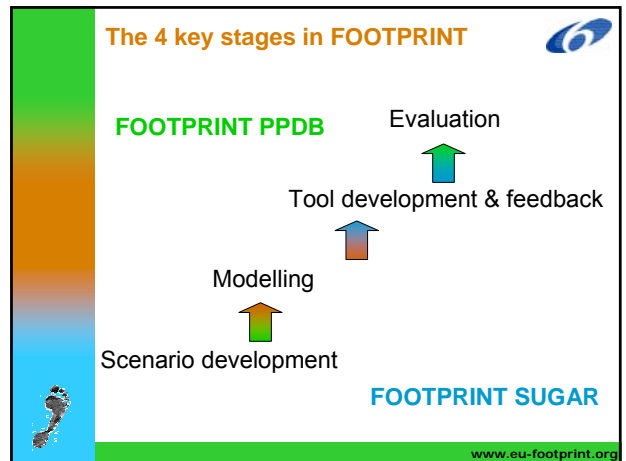 The 4 key stages in FOOTPRINT
6
FOOTPRINT PPDB
Evaluation
Tool development & feedback
Modelling
Scenario development
FOOTPRINT SUGAR
www.eu-footprint.org